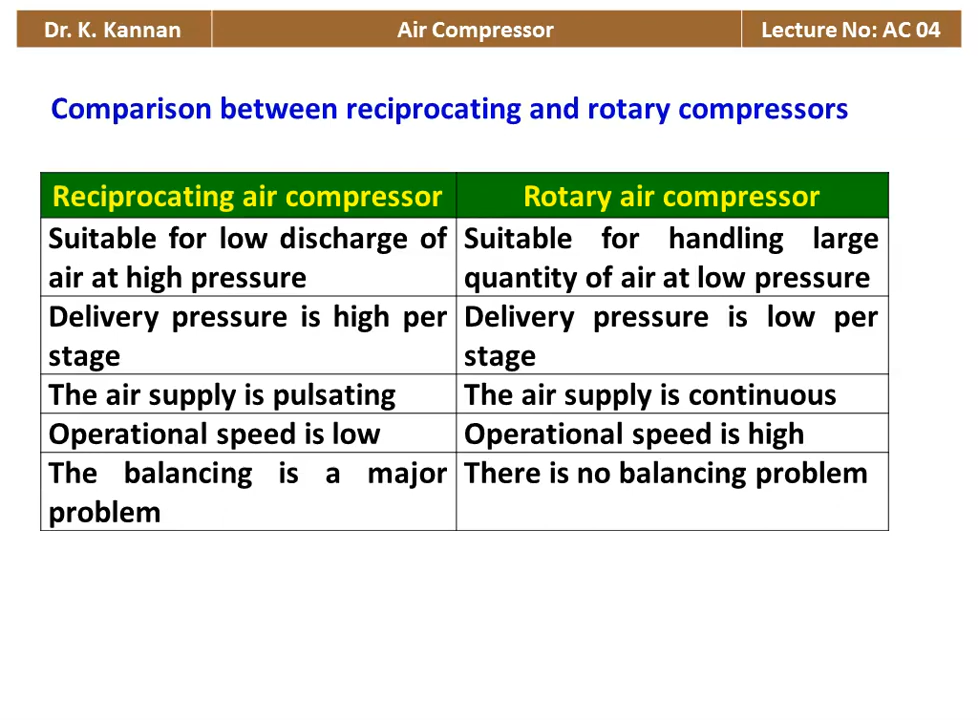 Dr. K. Kannan
Air Compressor
Lecture No: AC 04
Comparison between reciprocating and rotary compressors
Reciprocating air compressor
Rotary air compressor
Suitable for low discharge of
air at high pressure
Suitable for handling large
quantity of air at low pressure
Delivery pressure is high per
stage
Delivery pressure is low per
stage
The air supply is pulsating
The air supply is continuous
Operational speed is low
Operational speed is high
The balancing is a major
problem
There is no balancing problem